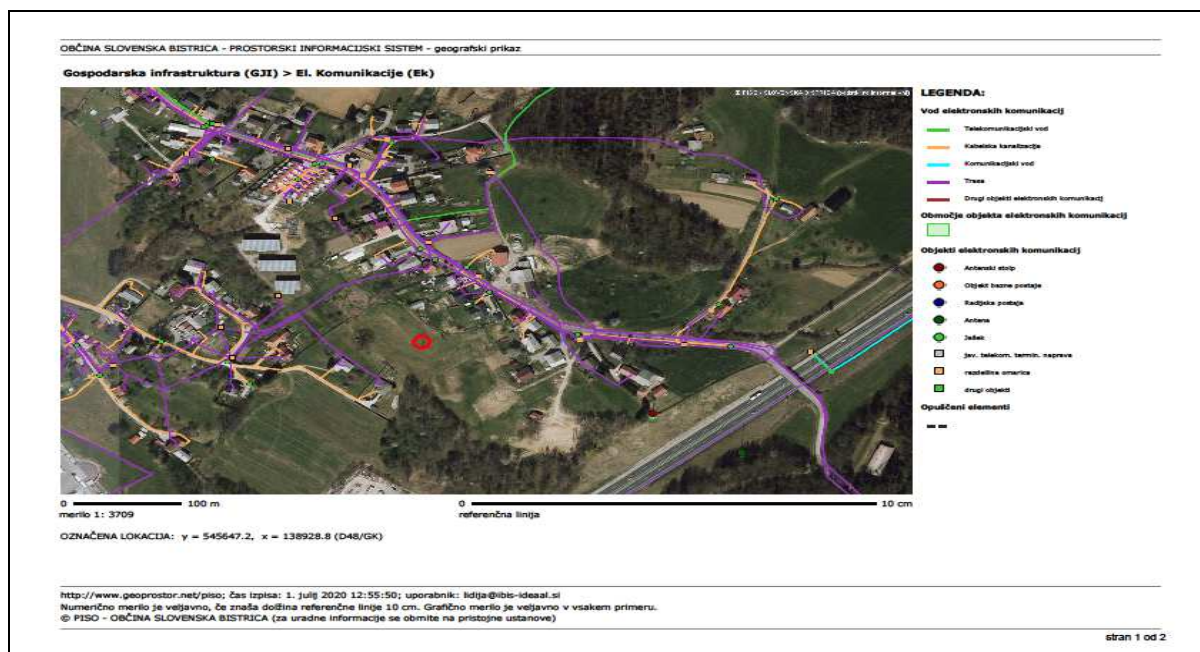 OBČINA SLOVENSKA BISTRICA - PROSTORSKI INFORMACIJSKI SISTEM - geografski prikaz
Gospodarska infrastruktura (GJI) > El. Komunikacije (Ek)
LEGENDA:
Vod elektronskih komunikacij
Telekomunikacijski vod
Kabelska kanalizacija
Komunikacijski vod
Trasa
Drugi objekti elektronskih komunikacij
Območje objekta elektronskih komunikacij
Objekti elektronskih komunikacij
Antenski stolp
Objekt bazne postaje
Radijska postaja
Antena
Jašek
jav. telekom. termin. naprava
razdelilna omarica
drugi objekti
Opuščeni elementi
0 100 m 0 10 cm
merilo 1: 3709 referenčna linija
OZNAČENA LOKACIJA: y = 545647.2, x = 138928.8 (D48/GK)
http://www.geoprostor.net/piso; čas izpisa: 1. julij 2020 12:55:50; uporabnik: lidija@ibis-ideaal.si
Numerično merilo je veljavno, če znaša dolžina referenčne linije 10 cm. Grafično merilo je veljavno v vsakem primeru.
© PISO - OBČINA SLOVENSKA BISTRICA (za uradne informacije se obrnite na pristojne ustanove)
stran 1 od 2